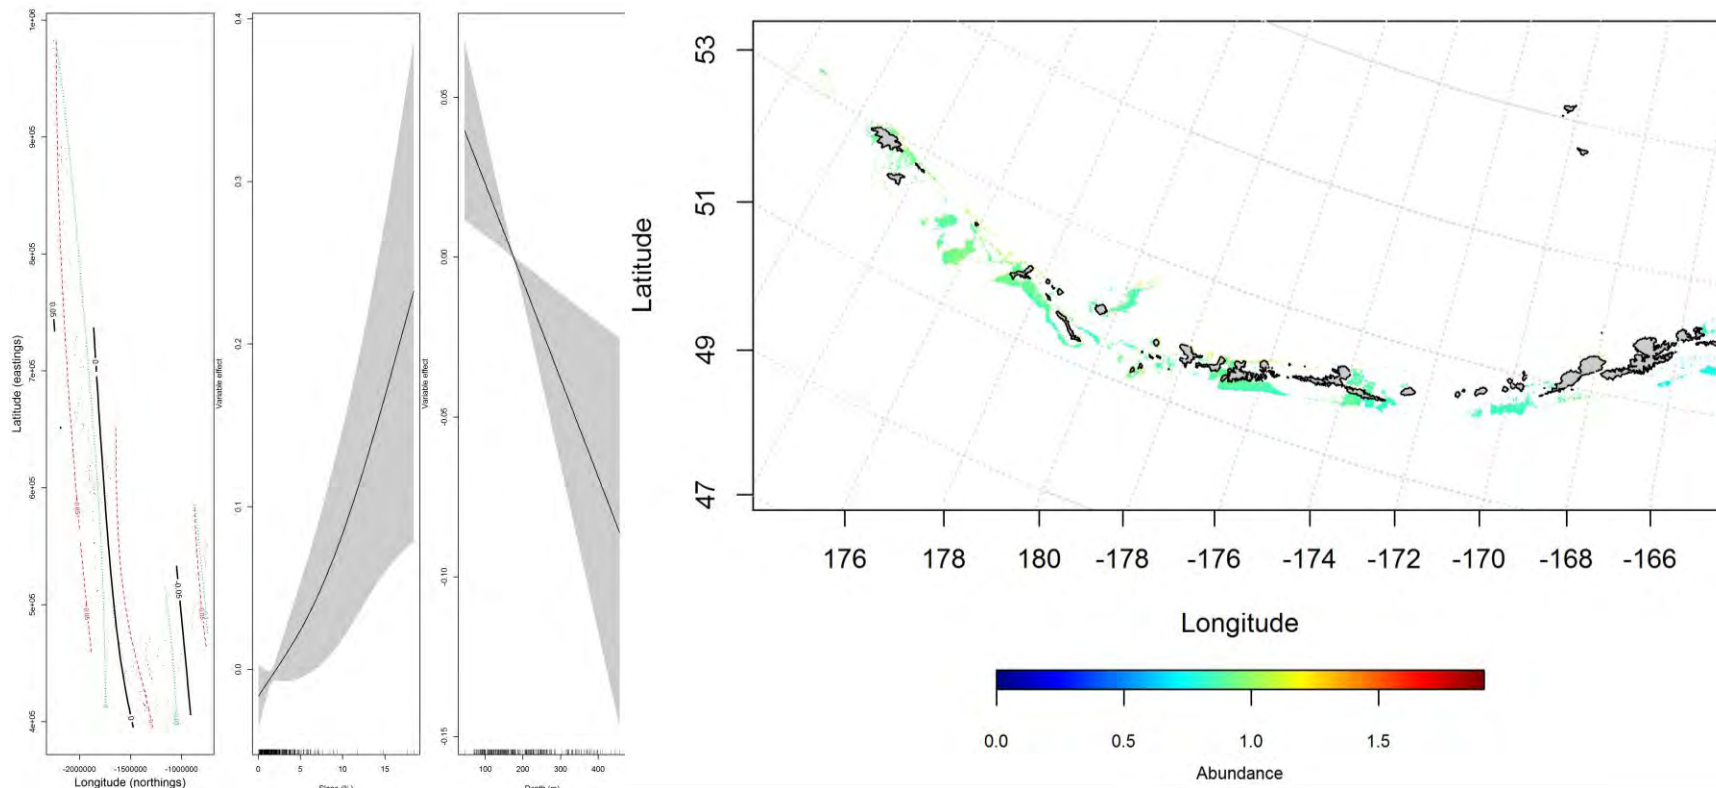 1e+06
9e+05
8e+05
7e+05
6e+05
5e+05
4e+05
Latitude (eastings)
-2000000 -1500000 -1000000
Longitude (northings)
0.4
0.3
0.2
0.1
0.0
Variable effect
0 5 10 15
Slope (%)
0.05
0.00
-0.05
-0.10
-0.15
Variable effect
100 200 300 400
Depth (m)
53
51
49
47
Latitude
176 178 180 -178 -176 -174 -172 -170 -168 -166
Longitude
0.0 0.5 1.0 1.5
Abundance